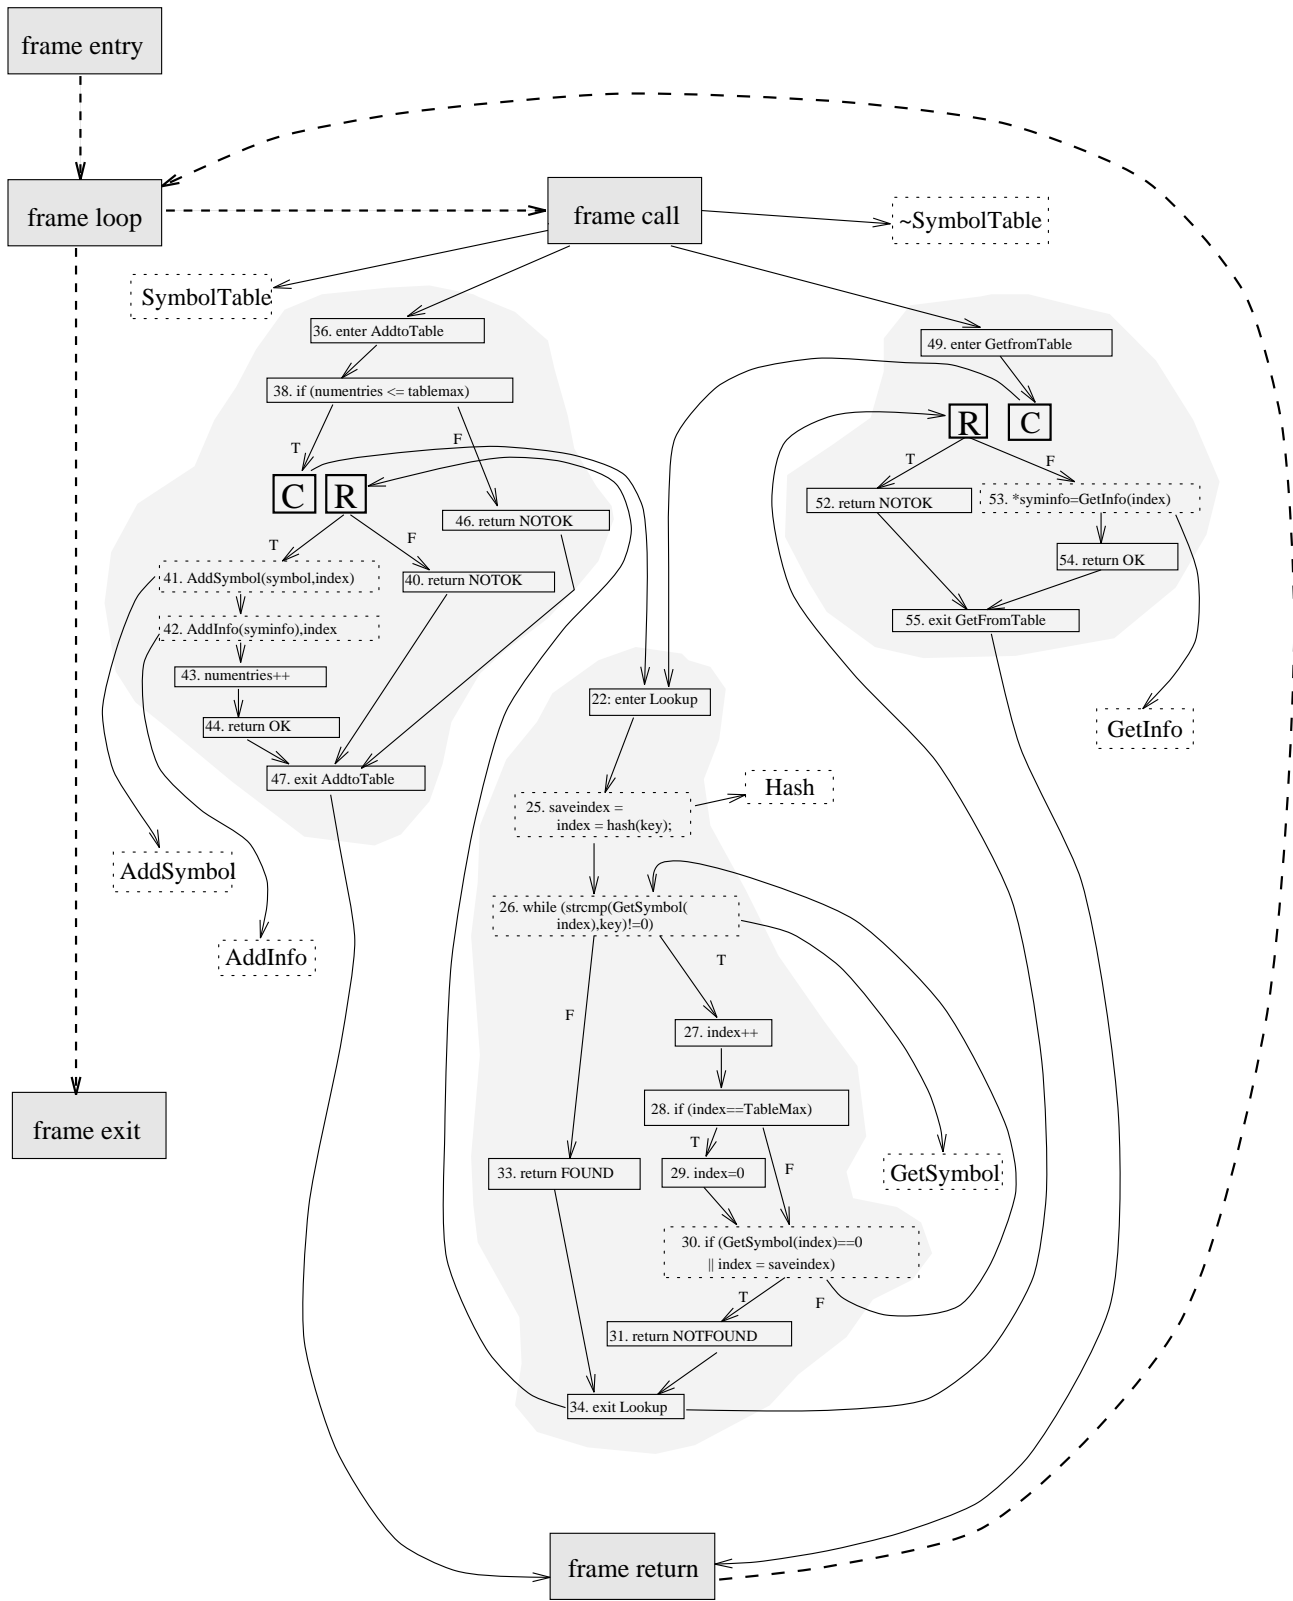 frame entry
frame loop
frame call
~SymbolTable
SymbolTable
36. enter AddtoTable
49. enter GetfromTable
38. if (numentries <= tablemax)
R
C
T
F
T
F
C
R
52. return NOTOK
53. *syminfo=GetInfo(index)
46. return NOTOK
T
F
54. return OK
41. AddSymbol(symbol,index)
40. return NOTOK
55. exit GetFromTable
42. AddInfo(syminfo),index
43. numentries++
22: enter Lookup
44. return OK
GetInfo
47. exit AddtoTable
Hash
25. saveindex =
index = hash(key);
AddSymbol
26. while (strcmp(GetSymbol(
index),key)!=0)
AddInfo
T
F
27. index++
28. if (index==TableMax)
frame exit
T
F
33. return FOUND
29. index=0
GetSymbol
30. if (GetSymbol(index)==0
|| index = saveindex)
T
F
31. return NOTFOUND
34. exit Lookup
frame return